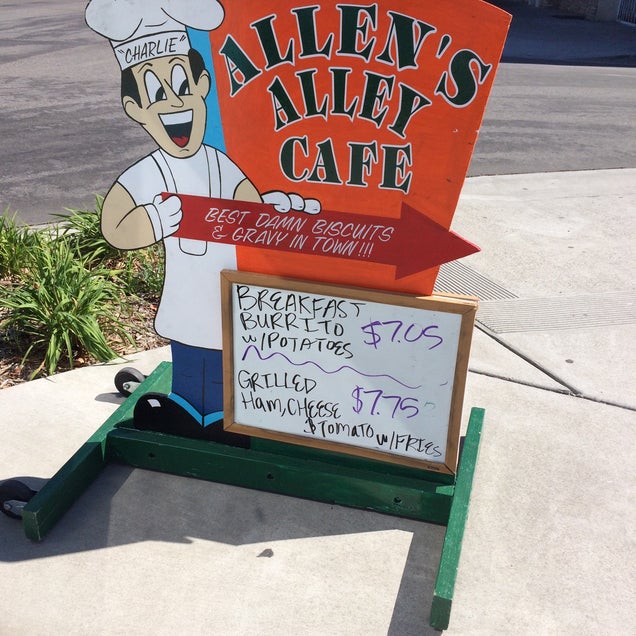 "CHARLIE"
ALLEN'S
ALLEY
CAFE
BEST DAMN BISCUITS
& GRAVY IN TOWN!!!
BREAKFAST
BURRITO
W/POTATOES $7.05
GRILLED
Ham, CHEESE $7.75
& TOMATO W/FRIES